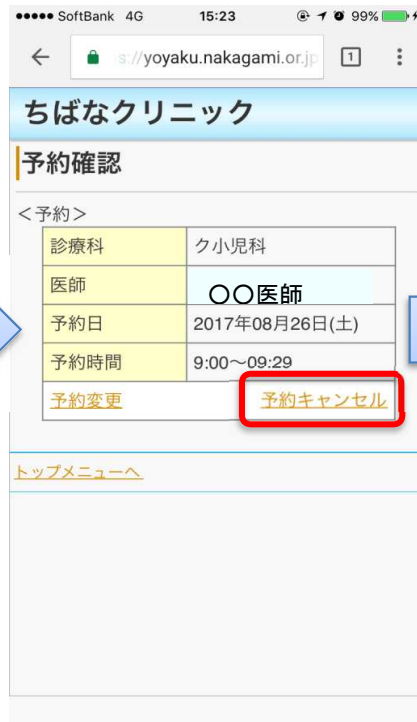 SoftBank 4G 15:23 99%
s://yoyaku.nakagami.or.jp 1
ちばなクリニック
予約確認
<予約>
診療科 ク小児科
医師 〇〇医師
予約日 2017年08月26日(土)
予約時間 9:00～09:29
予約変更 予約キャンセル
トップメニューへ